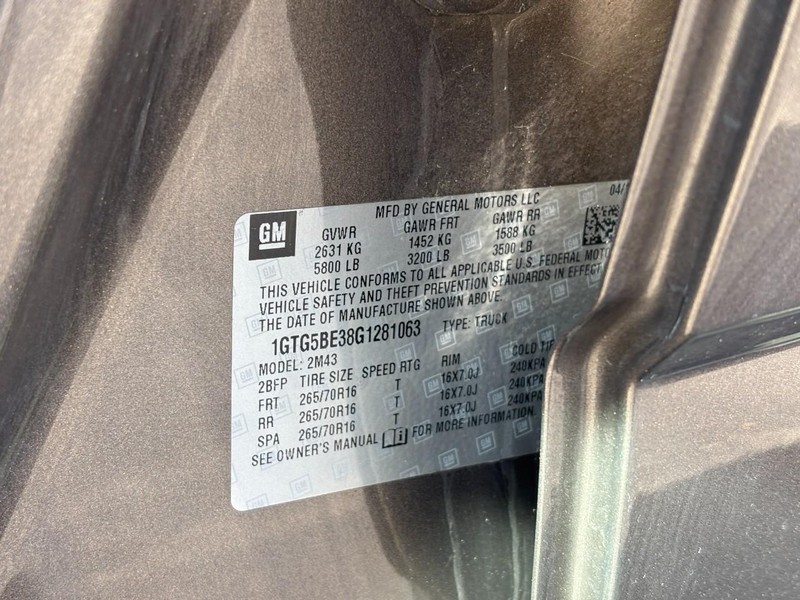 MFD BY GENERAL MOTORS LLC 04/
GM GVWR GAWR FRT GAWR RR
2631 KG 1452 KG 1588 KG
5800 LB 3200 LB 3500 LB
THIS VEHICLE CONFORMS TO ALL APPLICABLE U.S. FEDERAL MOTO
VEHICLE SAFETY AND THEFT PREVENTION STANDARDS IN EFFECT
THE DATE OF MANUFACTURE SHOWN ABOVE.
1GTG5BE38G1281063 TYPE: TRUCK
MODEL: 2M43
2BFP TIRE SIZE SPEED RTG RIM COLD
FRT 265/70R16 T 16X7.0J 240KPA
RR 265/70R16 T 16X7.0J 240KPA
SPA 265/70R16 T 16X7.0J 240KPA
SEE OWNER'S MANUAL FOR MORE INFORMATION